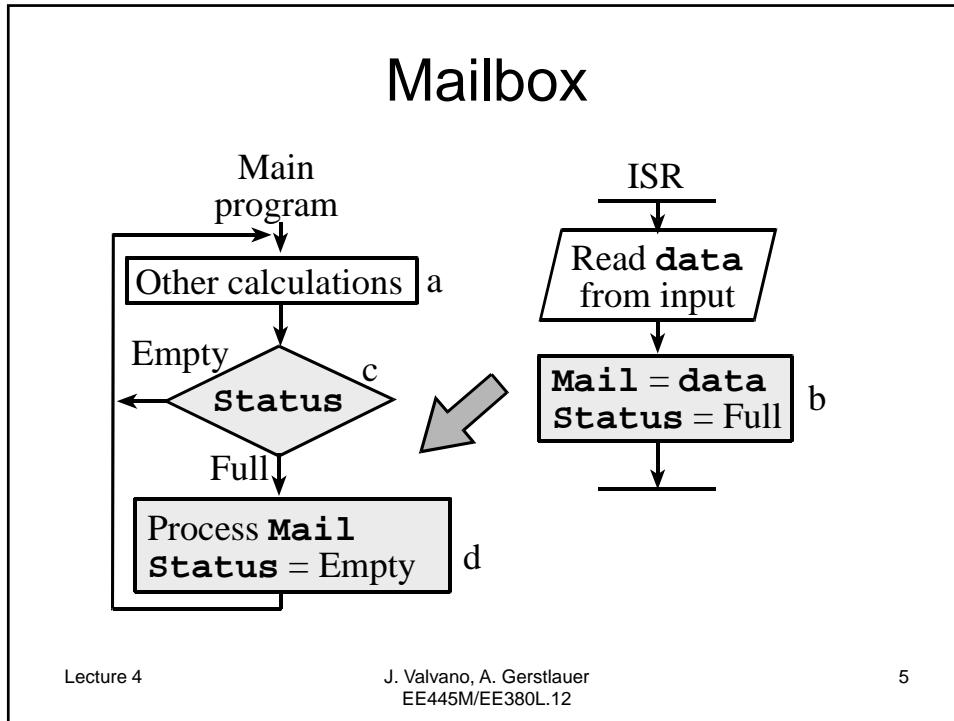 Mailbox
Main
program
Other calculations a
Empty
c
Status
Full
Process Mail
Status = Empty d
ISR
Read data
from input
Mail = data
Status = Full b
Lecture 4
J. Valvano, A. Gerstlauer
EE445M/EE380L.12
5